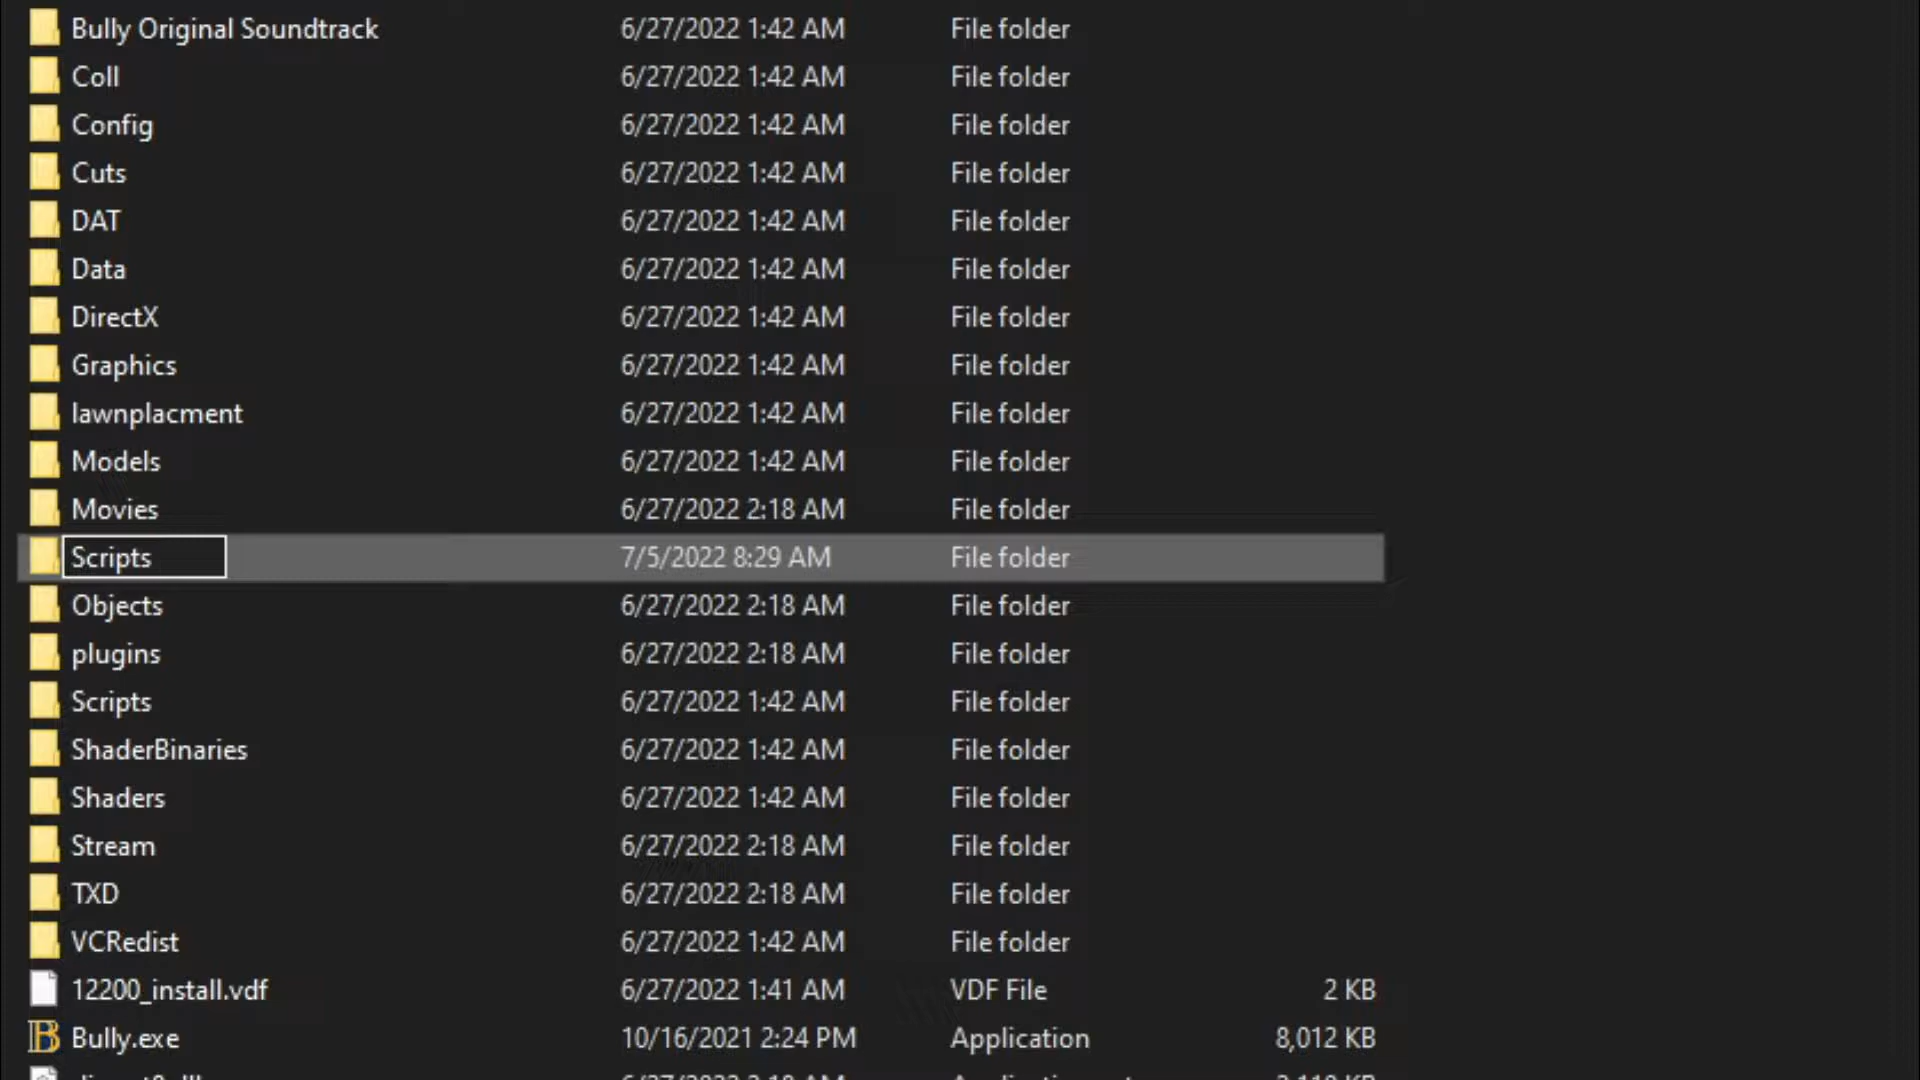 Bully Original Soundtrack 6/27/2022 1:42 AM File folder
Coll 6/27/2022 1:42 AM File folder
Config 6/27/2022 1:42 AM File folder
Cuts 6/27/2022 1:42 AM File folder
DAT 6/27/2022 1:42 AM File folder
Data 6/27/2022 1:42 AM File folder
DirectX 6/27/2022 1:42 AM File folder
Graphics 6/27/2022 1:42 AM File folder
lawnplacment 6/27/2022 1:42 AM File folder
Models 6/27/2022 1:42 AM File folder
Movies 6/27/2022 2:18 AM File folder
Scripts 7/5/2022 8:29 AM File folder
Objects 6/27/2022 2:18 AM File folder
plugins 6/27/2022 2:18 AM File folder
Scripts 6/27/2022 1:42 AM File folder
ShaderBinaries 6/27/2022 1:42 AM File folder
Shaders 6/27/2022 1:42 AM File folder
Stream 6/27/2022 2:18 AM File folder
TXD 6/27/2022 2:18 AM File folder
VCRedist 6/27/2022 1:42 AM File folder
12200_install.vdf 6/27/2022 1:41 AM VDF File 2 KB
Bully.exe 10/16/2021 2:24 PM Application 8,012 KB